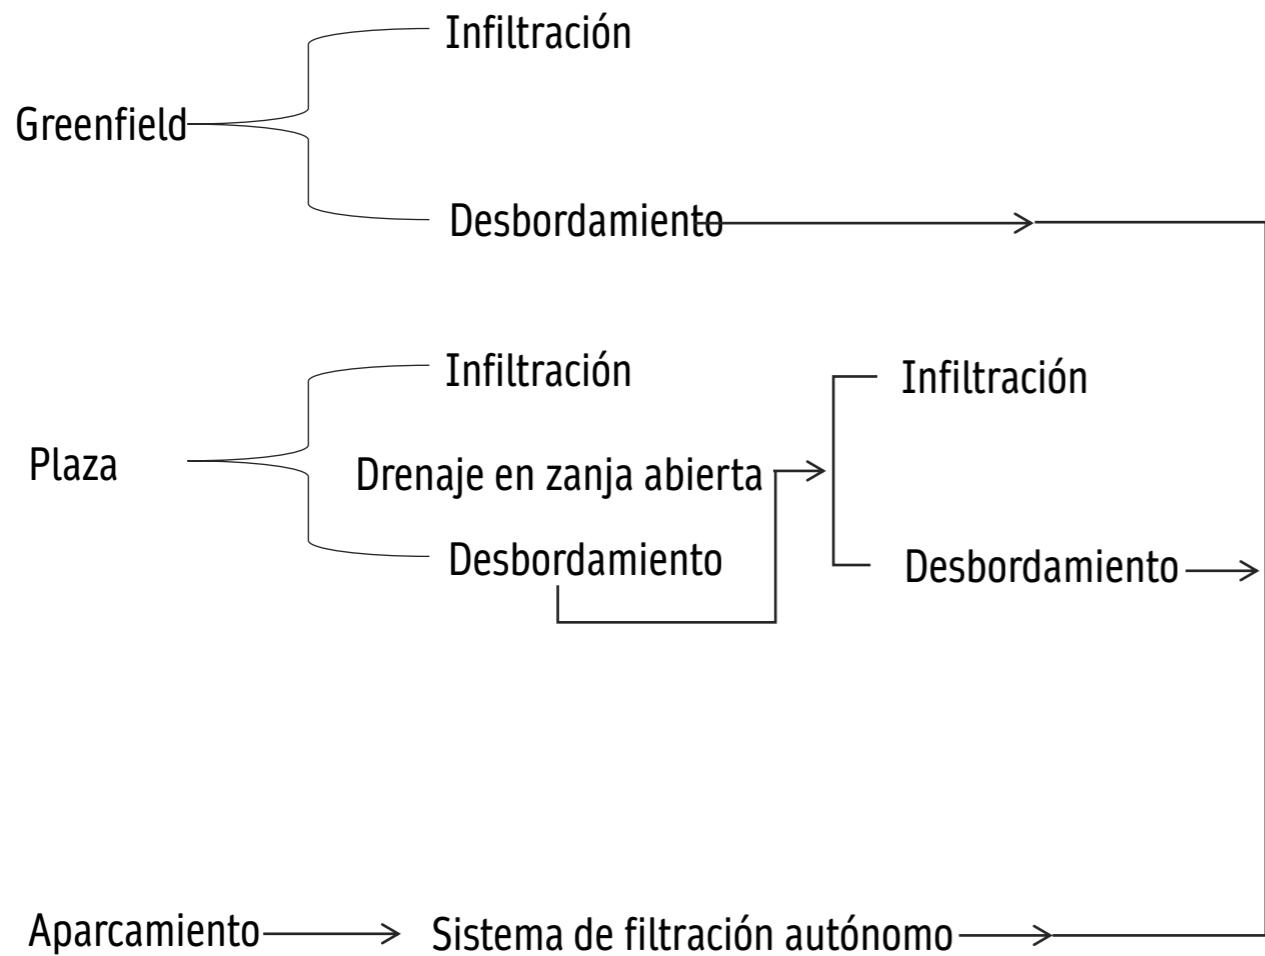 Infiltración
Greenfield
Desbordamiento
Infiltración
Infiltración
Plaza
Drenaje en zanja abierta
Desbordamiento
Desbordamiento
Aparcamiento
Sistema de filtración autónomo